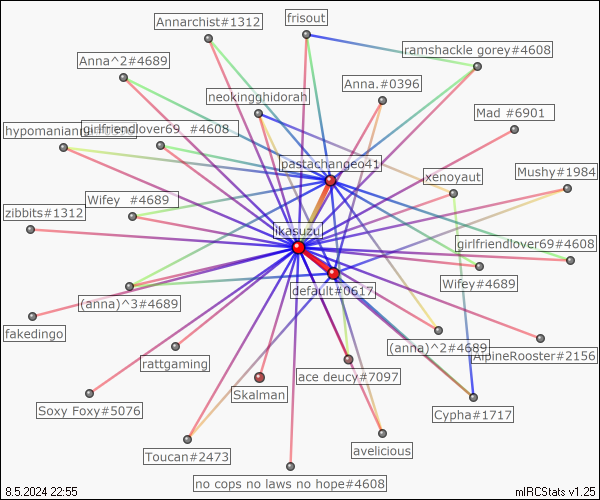 Annarchist#1312
frisout
ramshackle gorey#4608
Anna^2#4689
Anna.#0396
neokingghidorah
Mad #6901
hypomaniann
girlfriendlover69 #4608
pastachangeo41
xenoyaut
Mushy#1984
Wifey #4689
zibbits#1312
ikasuzu
girlfriendlover69#4608
Wifey#4689
default#0617
(anna)^3#4689
fakedingo
(anna)^2#4689
AlpineRooster#2156
rattgaming
ace deucy#7097
Skalman
Soxy Foxy#5076
Cypha#1717
Toucan#2473
avelicious
no cops no laws no hope#4608
8.5.2024 22:55
mIRCStats v1.25